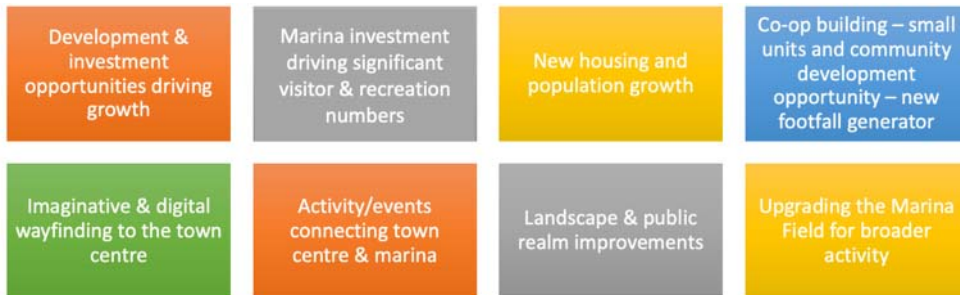 Development &
investment
opportunities driving
growth
Marina investment
driving significant
visitor & recreation
numbers
New housing and
population growth
Co-op building – small
units and community
development
opportunity – new
footfall generator
Imaginative & digital
wayfinding to the town
centre
Activity/events
connecting town
centre & marina
Landscape & public
realm improvements
Upgrading the Marina
Field for broader
activity